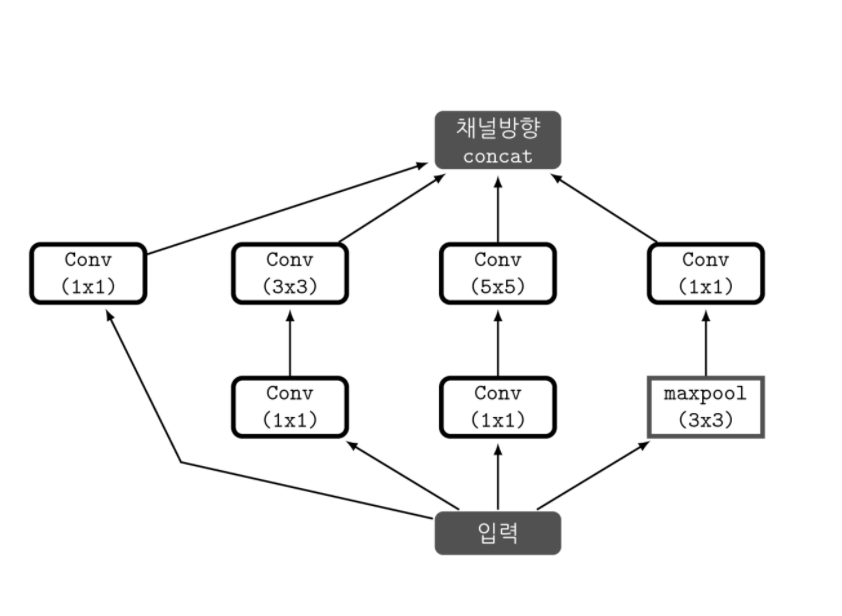 채널방향
concat
Conv
(1x1)
Conv
(3x3)
Conv
(5x5)
Conv
(1x1)
Conv
(1x1)
Conv
(1x1)
maxpool
(3x3)
입력